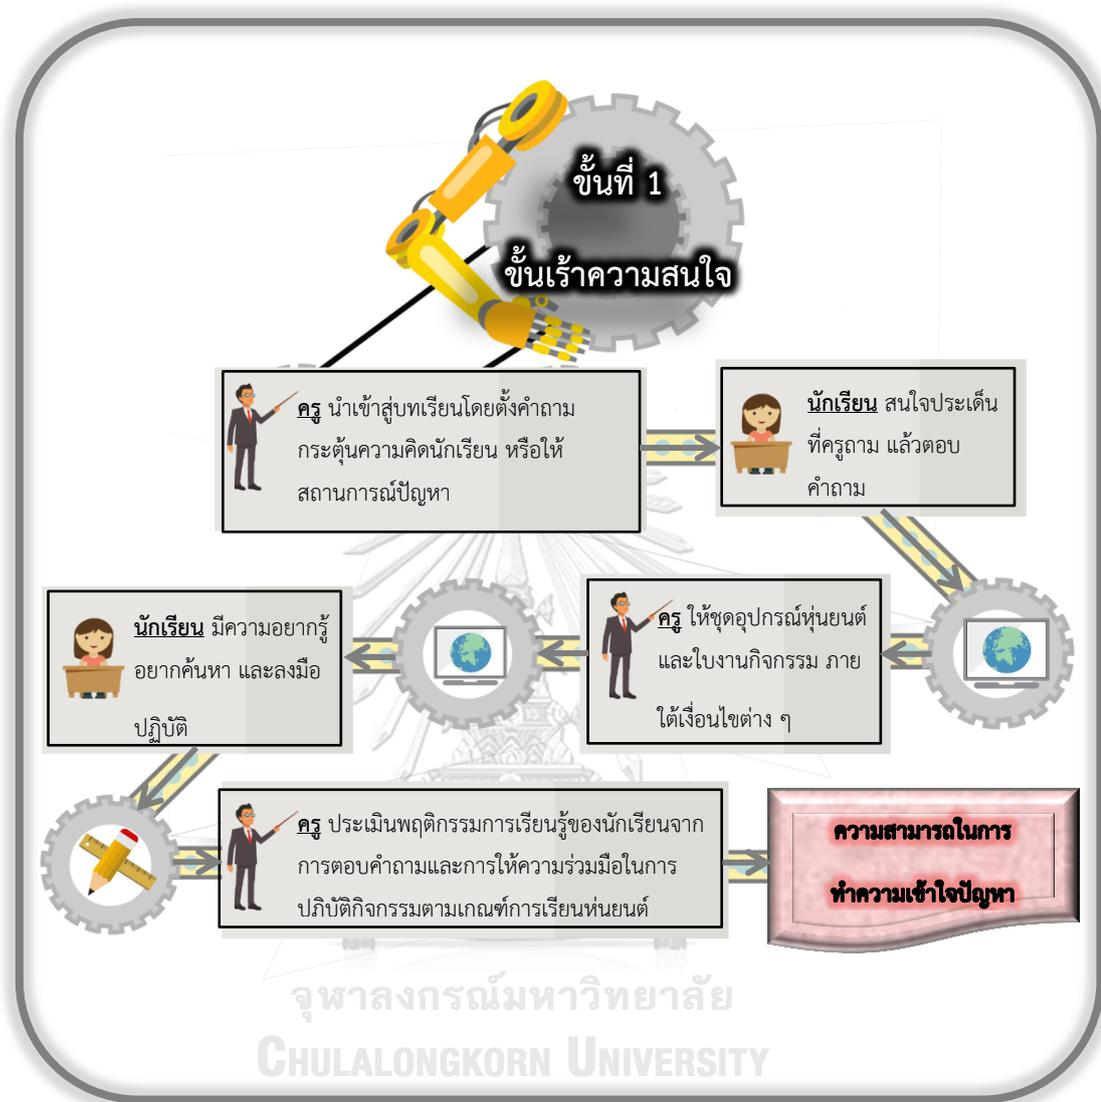 ขั้นที่ 1
ขั้นเร้าความสนใจ
ครู นำเข้าสู่บทเรียนโดยตั้งคำถาม
กระตุ้นความคิดนักเรียน หรือให้
สถานการณ์ปัญหา
นักเรียน สนใจประเด็น
ที่ครูถาม แล้วตอบ
คำถาม
ครู ให้ชุดอุปกรณ์หุ่นยนต์
และใบงานกิจกรรม ภาย
ใต้เงื่อนไขต่าง ๆ
นักเรียน มีความอยากรู้
อยากค้นหา และลงมือ
ปฏิบัติ
ครู ประเมินพฤติกรรมการเรียนรู้ของนักเรียนจาก
การตอบคำถามและการให้ความร่วมมือในการ
ปฏิบัติกิจกรรมตามเกณฑ์การเรียนหุ่นยนต์
ความสามารถในการ
ทำความเข้าใจปัญหา
จุฬาลงกรณ์มหาวิทยาลัย
CHULALONGKORN UNIVERSITY